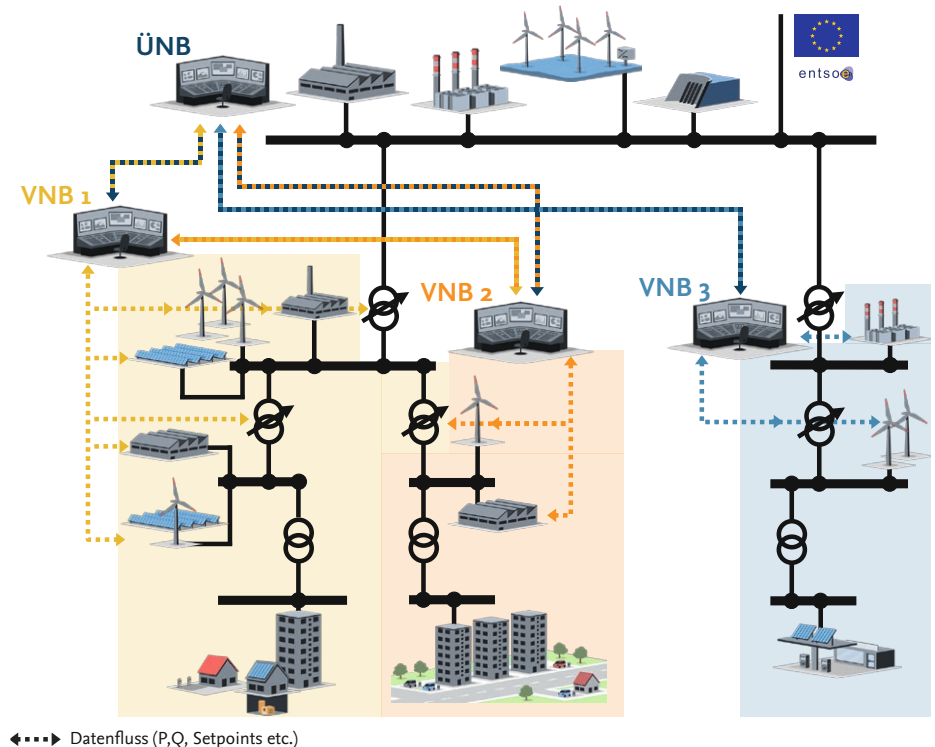 ÜNB
entsoe
VNB 1
VNB 2
VNB 3
Datenfluss (P,Q, Setpoints etc.)